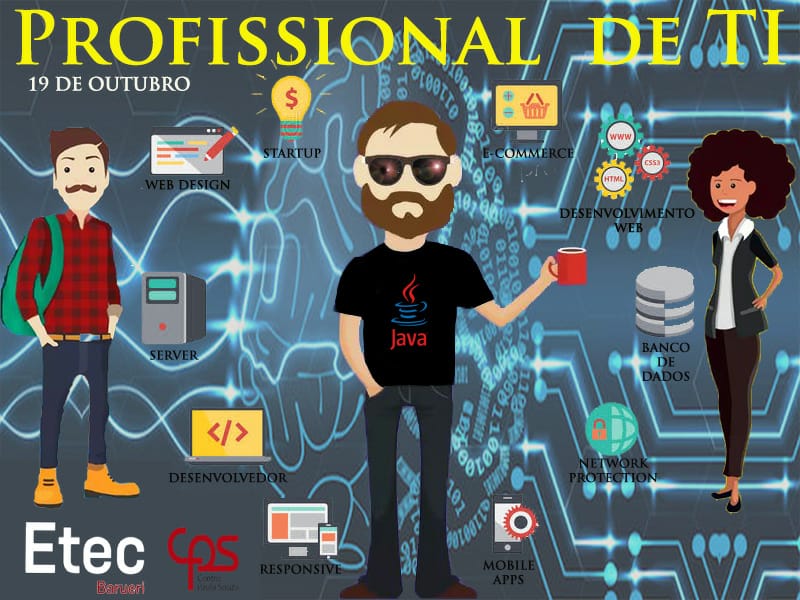 PROFISSIONAL DE TI
19 DE OUTUBRO
STARTUP
E-COMMERCE
WEB DESIGN
WWW
CSS3
HTML
DESENVOLVIMENTO
WEB
Java
SERVER
BANCO
DE
DADOS
</>
DESENVOLVEDOR
NETWORK
PROTECTION
RESPONSIVE
MOBILE
APPS
Etec
Barueri
CPS
Centro
Paula Souza